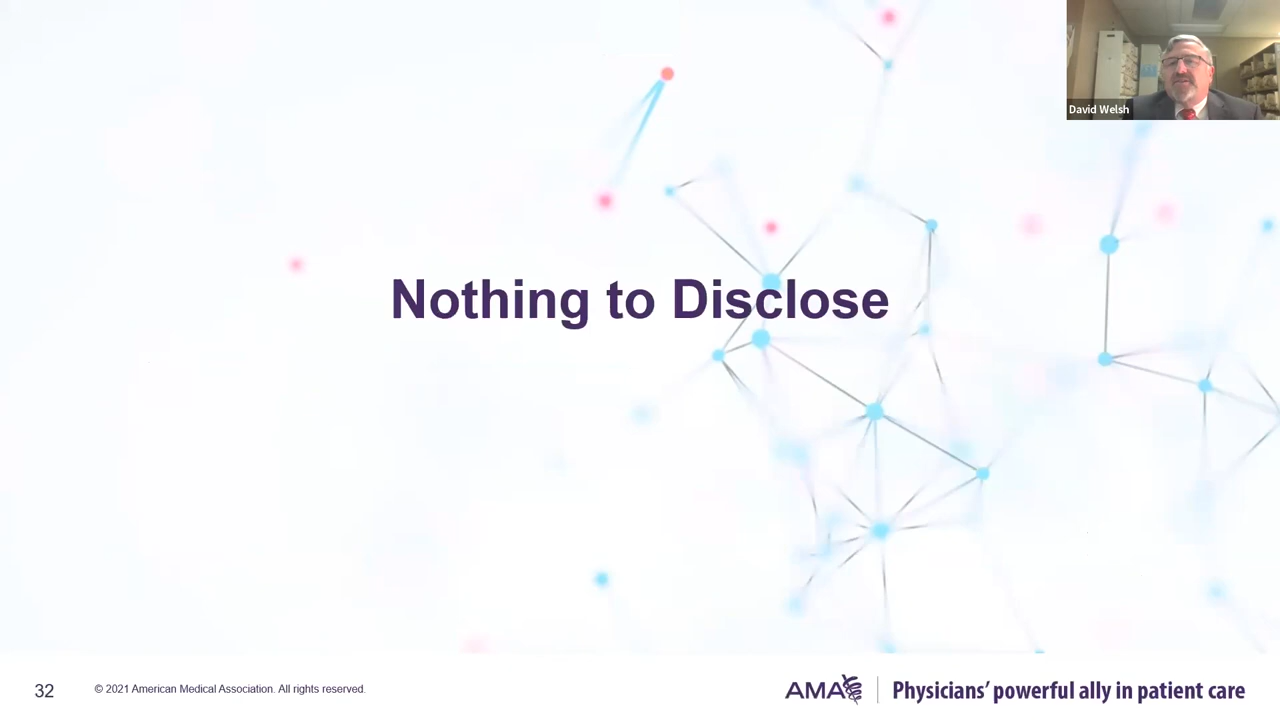 David Welsh
Nothing to Disclose
32
© 2021 American Medical Association. All rights reserved.
AMA
Physicians’ powerful ally in patient care